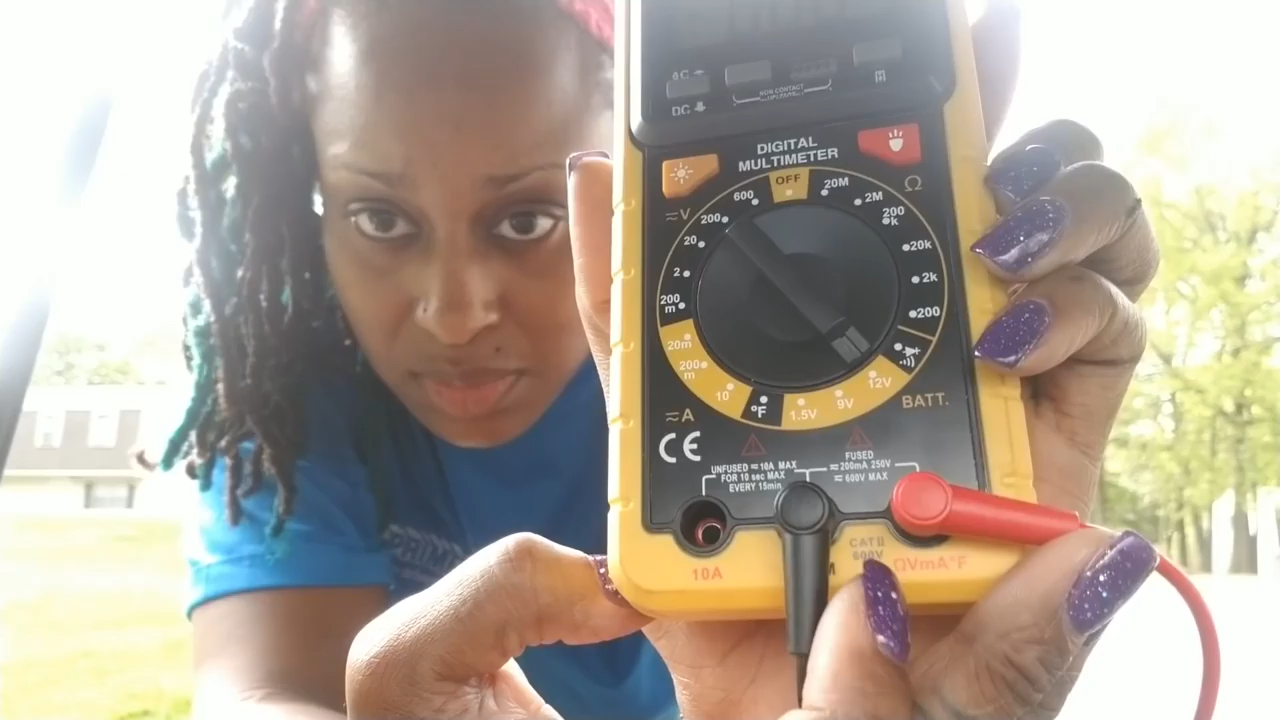 AC
DC
NON CONTACT
DIGITAL
MULTIMETER
OFF
600
20M
Ω
2M
≂V
200
200
k
20
20k
2
2k
200
m
200
20m
200
m
10
°F
1.5V
9V
12V
≂A
BATT.
CE
UNFUSED ≂10A MAX
FOR 10 sec MAX
EVERY 15min
FUSED
≂200mA 250V
≂ 600V MAX
10A
CAT II
600V
ΩVmA°F
PRIM